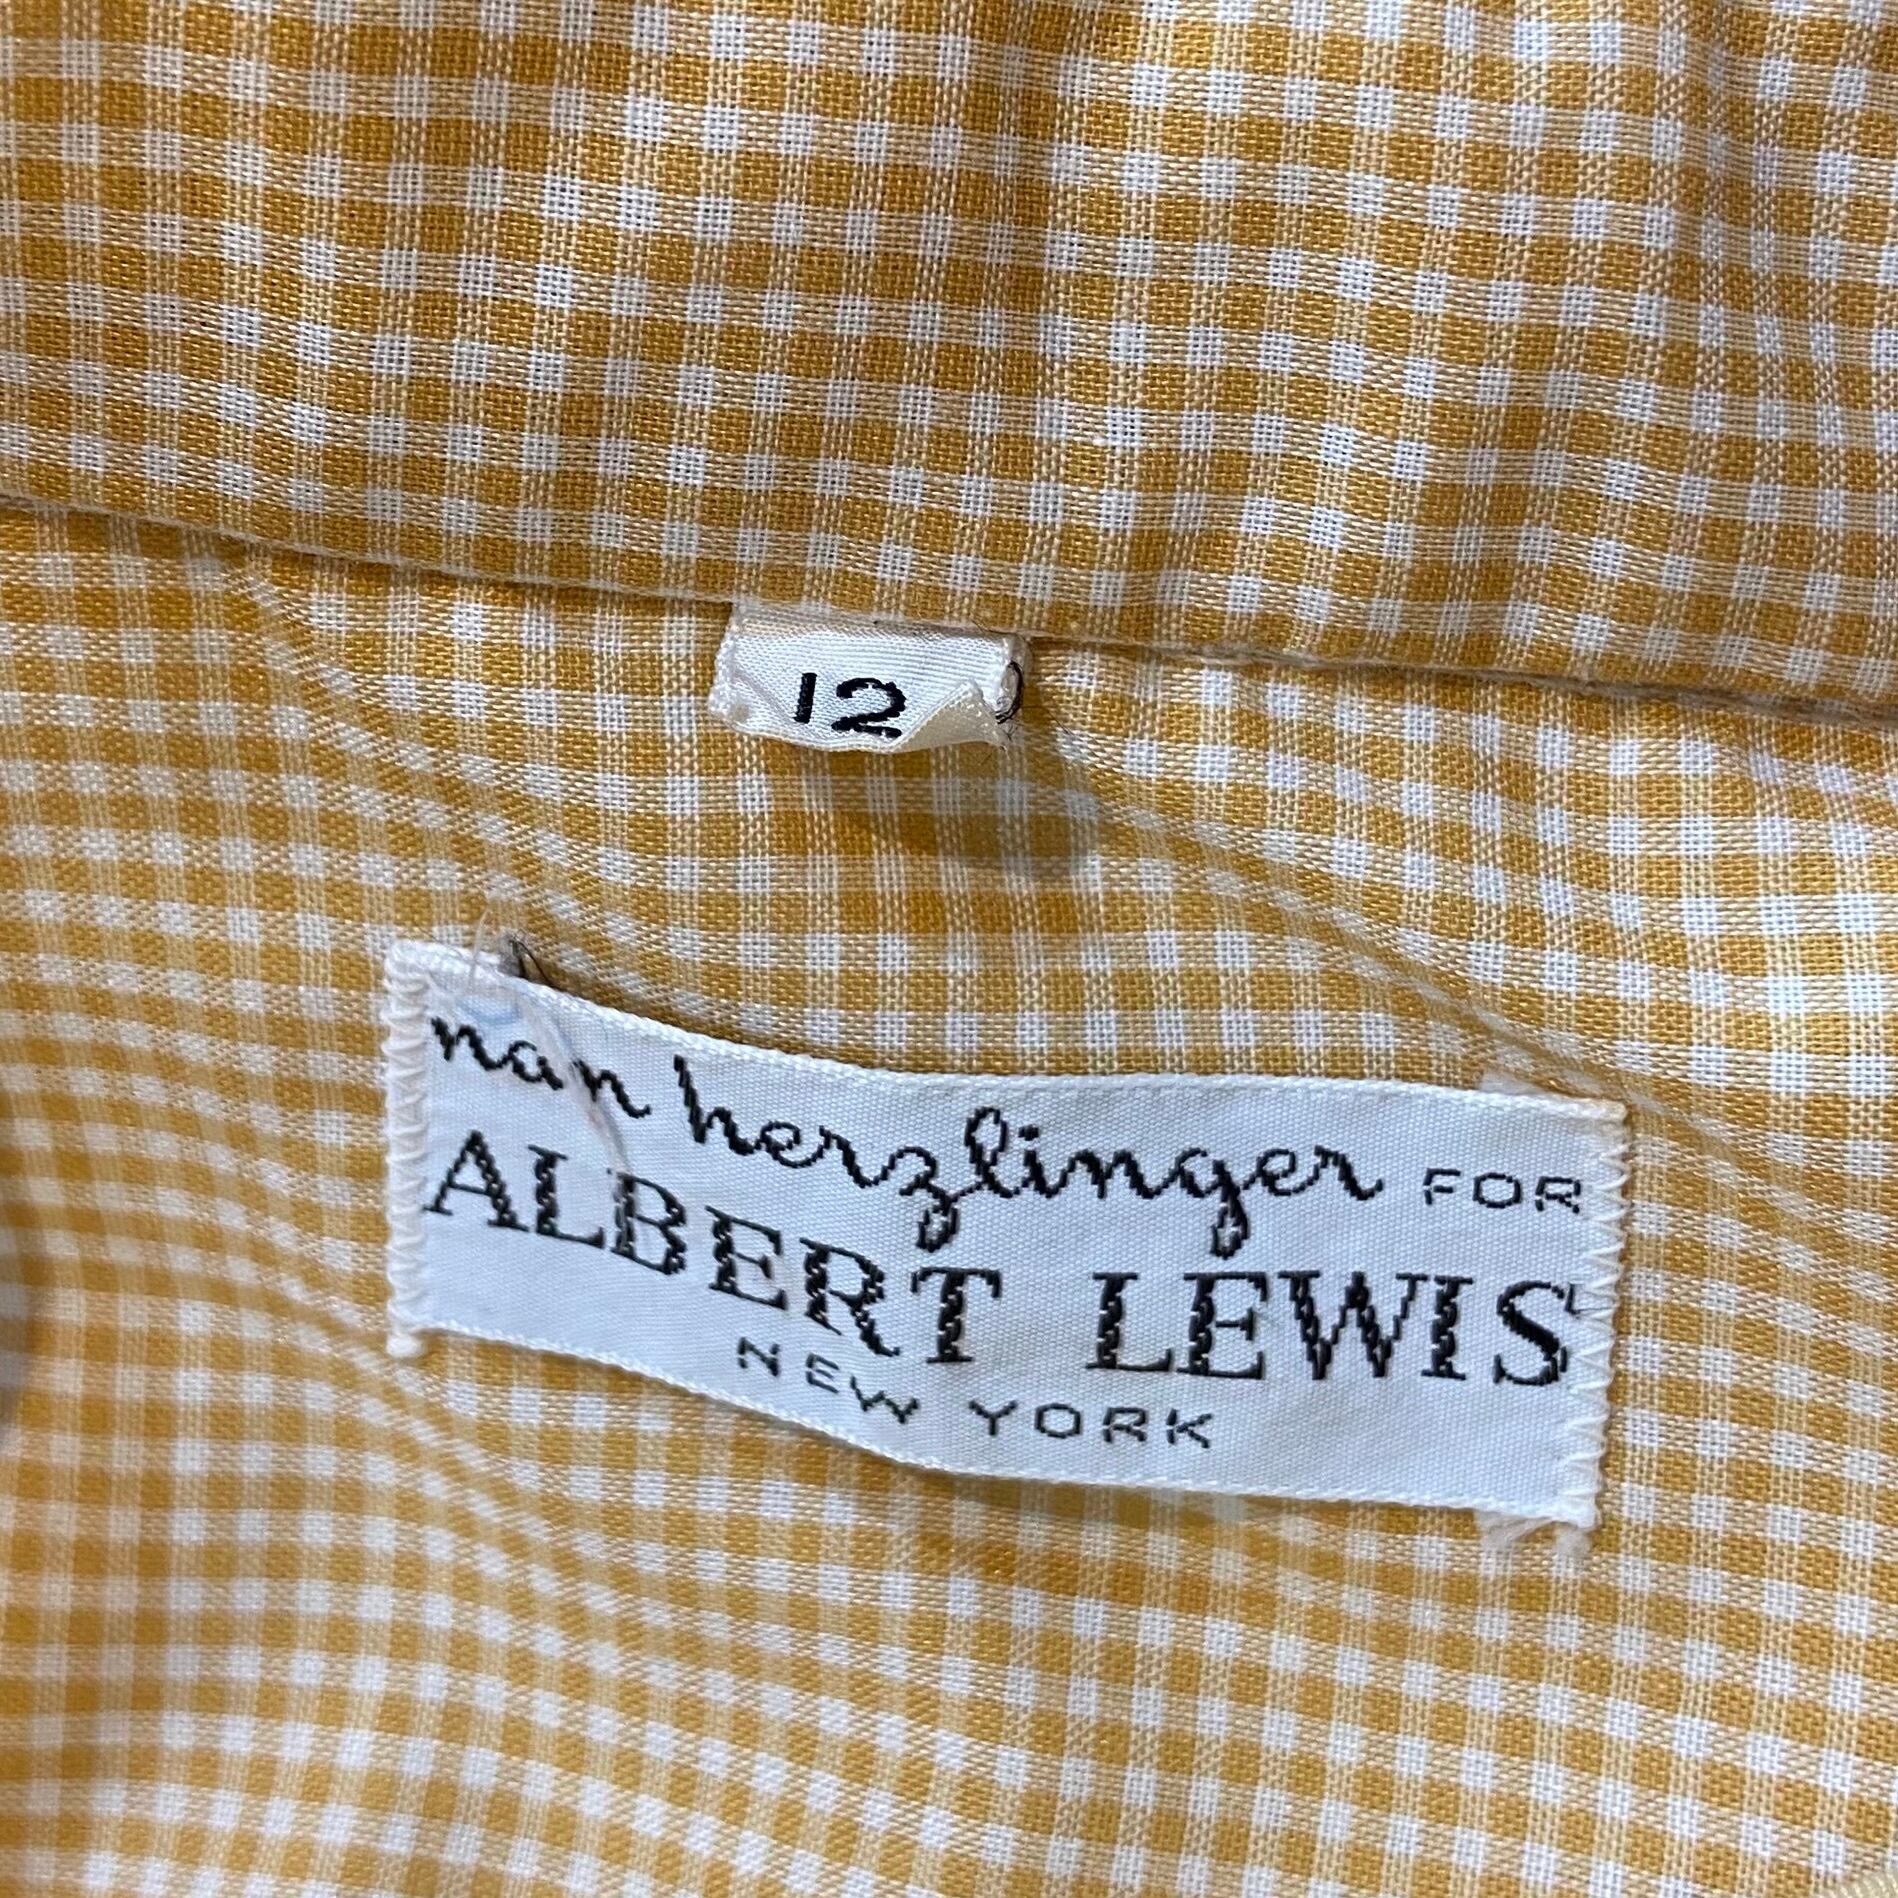 12
nan herzlinger FOR
ALBERT LEWIS
NEW YORK